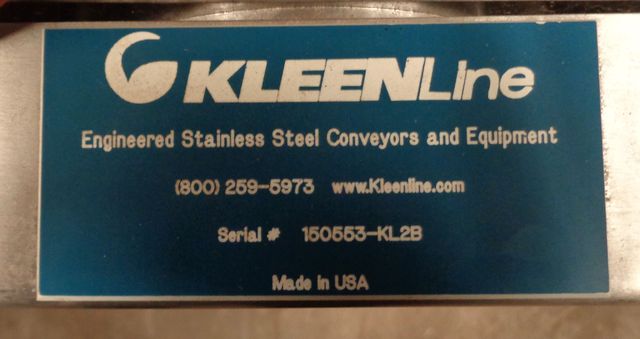 KLEENLine
Engineered Stainless Steel Conveyors and Equipment
(800) 259-5973 www.Kleenline.com
Serial # 150553-KL2B
Made in USA